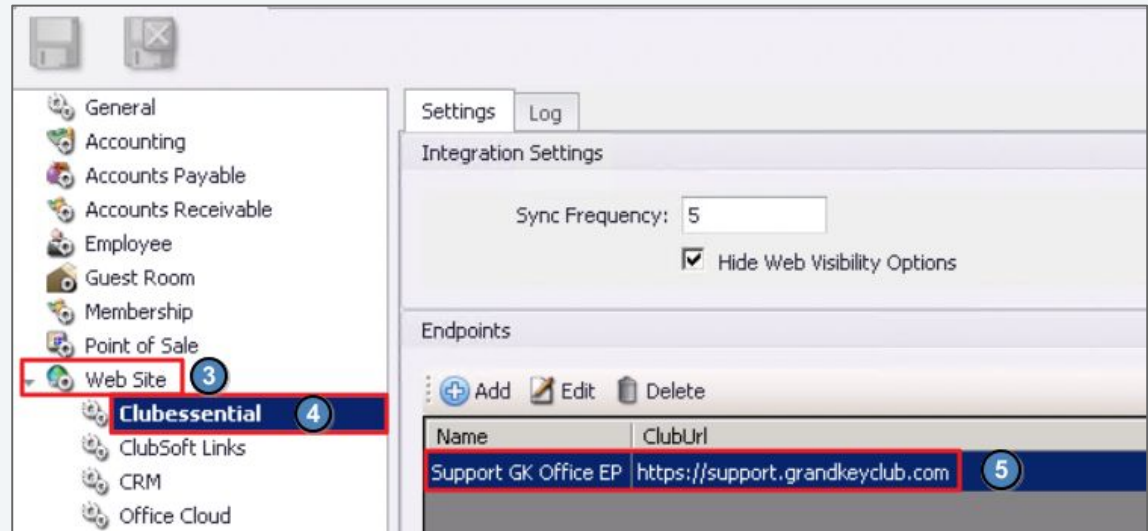 General
Accounting
Accounts Payable
Accounts Receivable
Employee
Guest Room
Membership
Point of Sale
Web Site 3
Clubessential 4
ClubSoft Links
CRM
Office Cloud
Settings Log
Integration Settings
Sync Frequency: 5
Hide Web Visibility Options
Endpoints
Add Edit Delete
Name ClubUrl
Support GK Office EP https://support.grandkeyclub.com 5